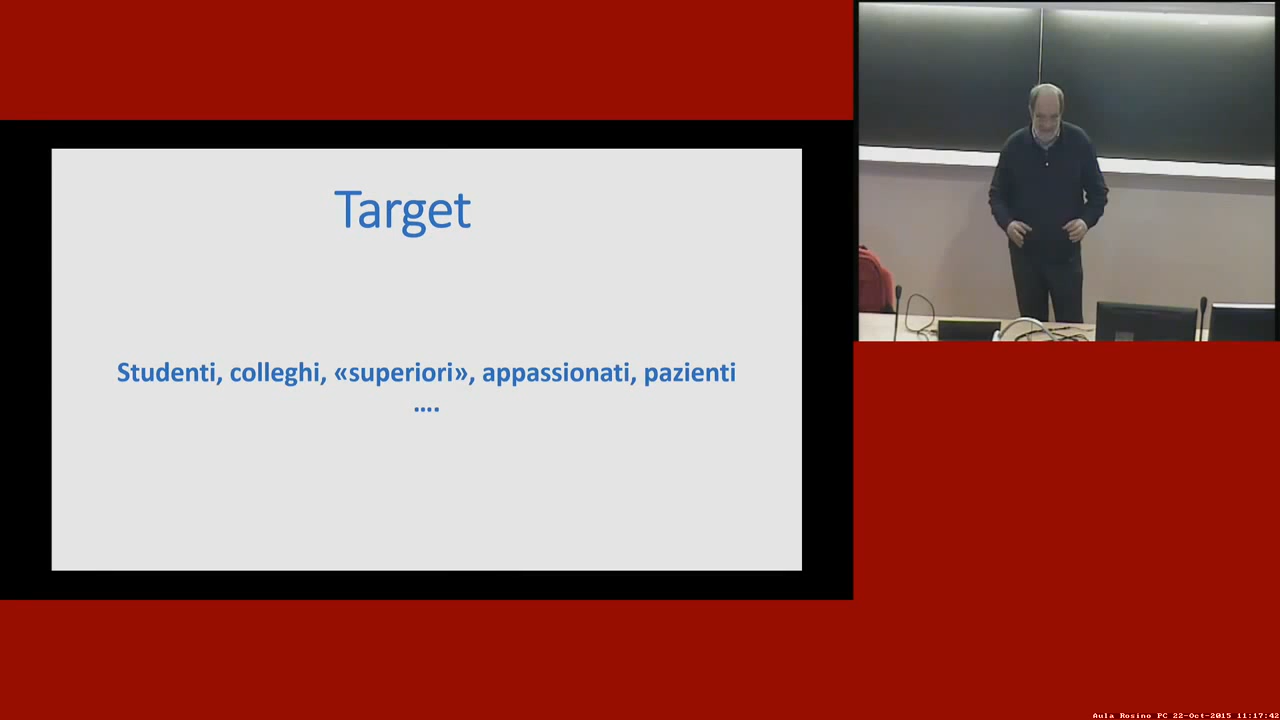 Target
Studenti, colleghi, «superiori», appassionati, pazienti
....
Aula Rosino PC 22-Oct-2015 11:17:42